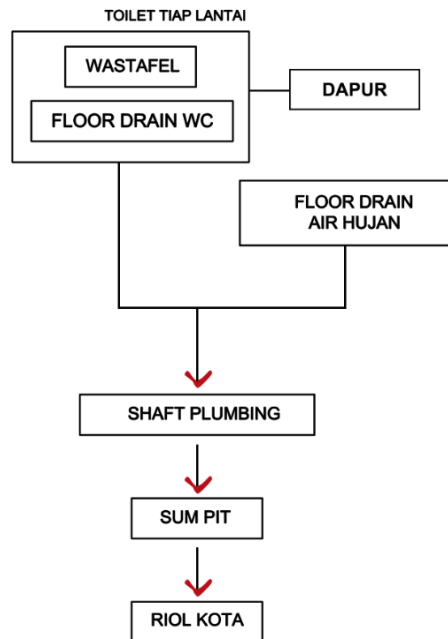 TOILET TIAP LANTAI
WASTAFEL
DAPUR
FLOOR DRAIN WC
FLOOR DRAIN
AIR HUJAN
SHAFT PLUMBING
SUM PIT
RIOL KOTA